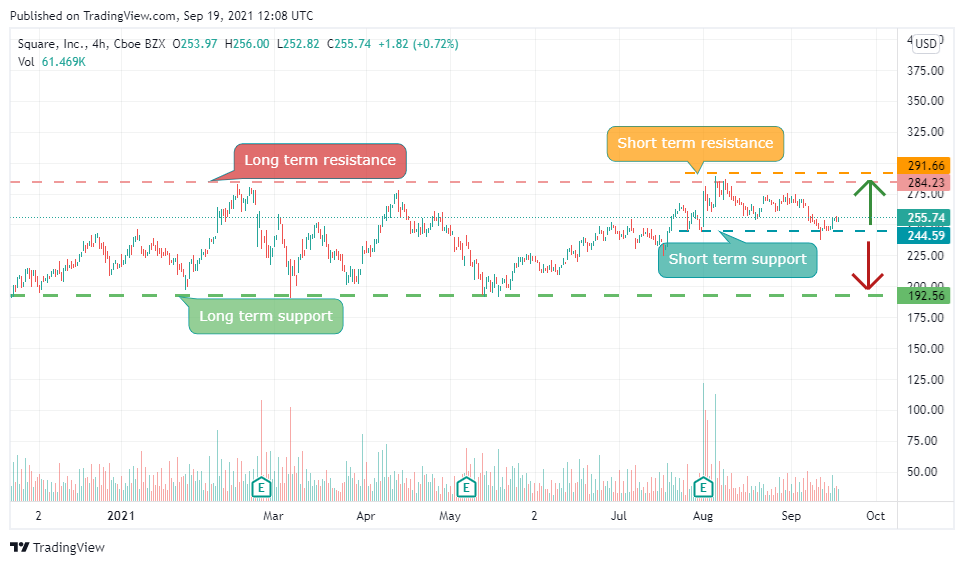 Published on TradingView.com, Sep 19, 2021 12:08 UTC
Square, Inc., 4h, Cboe BZX O253.97 H256.00 L252.82 C255.74 +1.82 (+0.72%)
Vol 61.469K
USD
375.00
350.00
325.00
Short term resistance
Long term resistance
291.66
284.23
275.00
255.74
244.59
Short term support
225.00
200.00
192.56
Long term support
175.00
150.00
125.00
100.00
75.00
50.00
E E E
2 2021 Mar Apr May 2 Jul Aug Sep Oct
TradingView